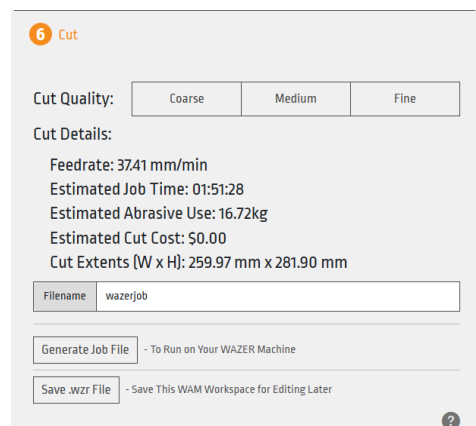 6 Cut
Cut Quality: Coarse Medium Fine
Cut Details:
Feedrate: 37.41 mm/min
Estimated Job Time: 01:51:28
Estimated Abrasive Use: 16.72kg
Estimated Cut Cost: $0.00
Cut Extents (W x H): 259.97 mm x 281.90 mm
Filename wazerjob
Generate Job File - To Run on Your WAZER Machine
Save .wzr File - Save This WAM Workspace for Editing Later
?